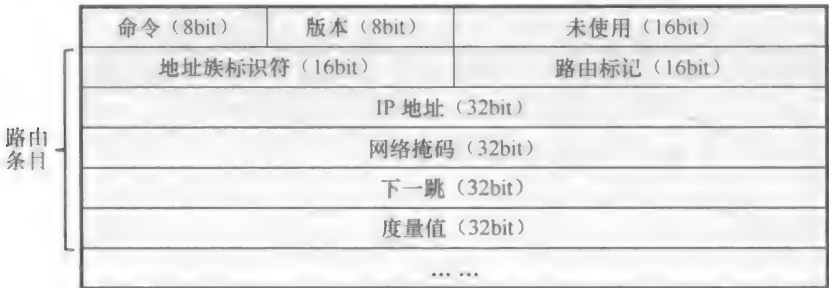 命令（8bit） 版本（8bit） 未使用（16bit）
地址族标识符（16bit） 路由标记（16bit）
IP 地址（32bit）
路由
条目
网络掩码（32bit）
下一跳（32bit）
度量值（32bit）
… …